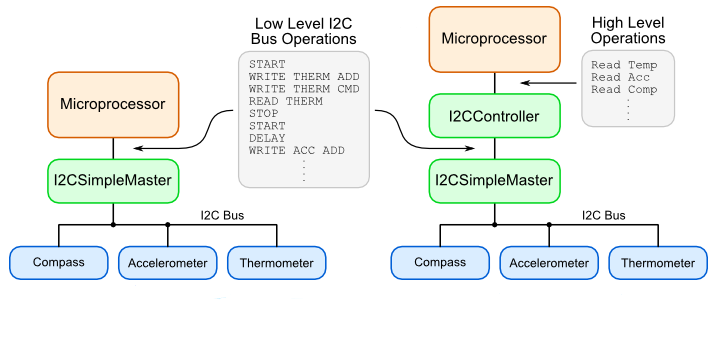 Low Level I2C
Bus Operations
START
WRITE THERM ADD
WRITE THERM CMD
READ THERM
STOP
START
DELAY
WRITE ACC ADD
.
.
.
High Level
Operations
Read Temp
Read Acc
Read Comp
.
.
.
Microprocessor
I2CSimpleMaster
I2C Bus
Compass
Accelerometer
Thermometer
Microprocessor
I2CController
I2CSimpleMaster
I2C Bus
Compass
Accelerometer
Thermometer